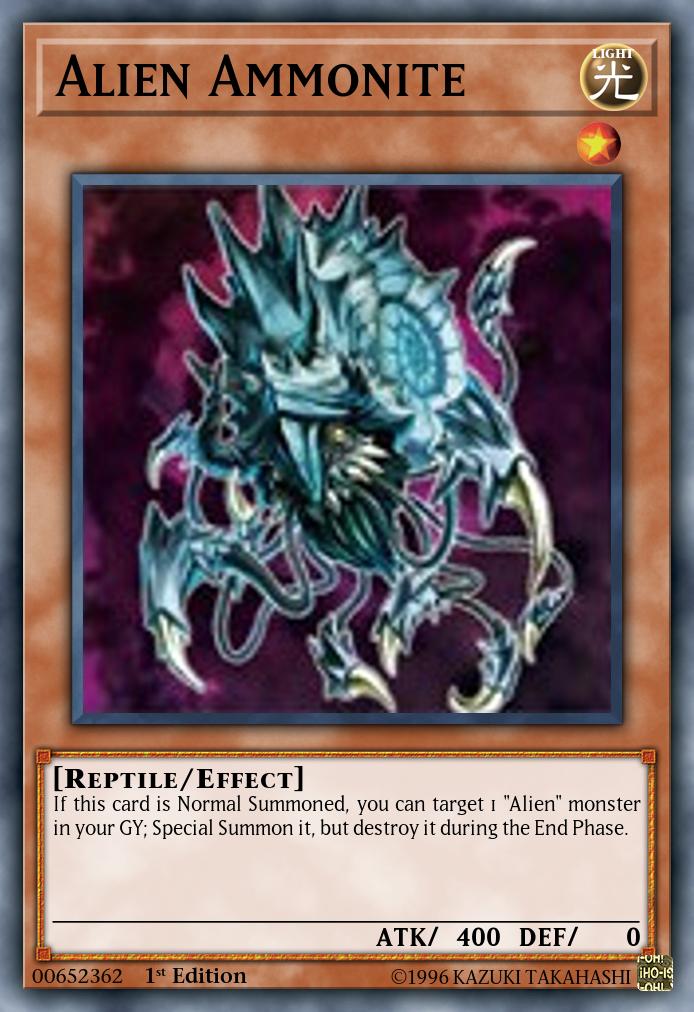 Alien Ammonite
LIGHT
光
[Reptile/Effect]
If this card is Normal Summoned, you can target 1 "Alien" monster
in your GY; Special Summon it, but destroy it during the End Phase.
ATK/ 400 DEF/ 0
00652362 1st Edition ©1996 KAZUKI TAKAHASHI